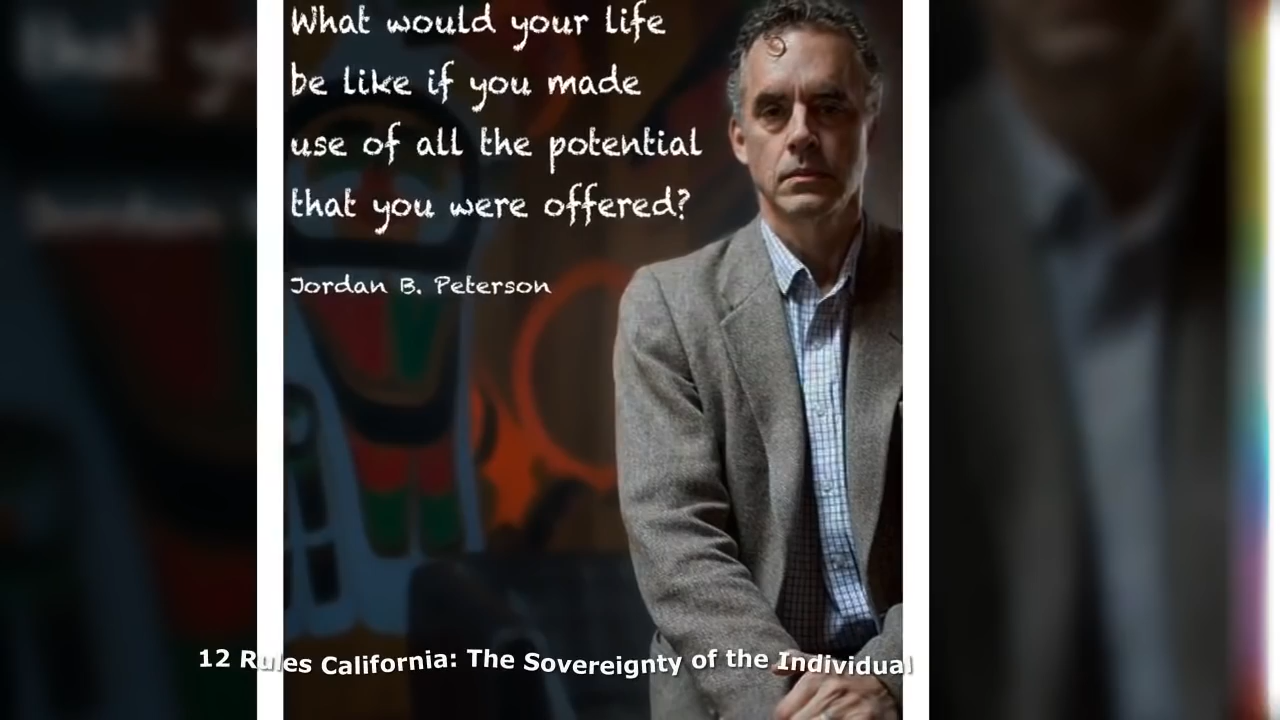 What would your life
be like if you made
use of all the potential
that you were offered?
Jordan B. Peterson
12 Rules California: The Sovereignty of the Individual